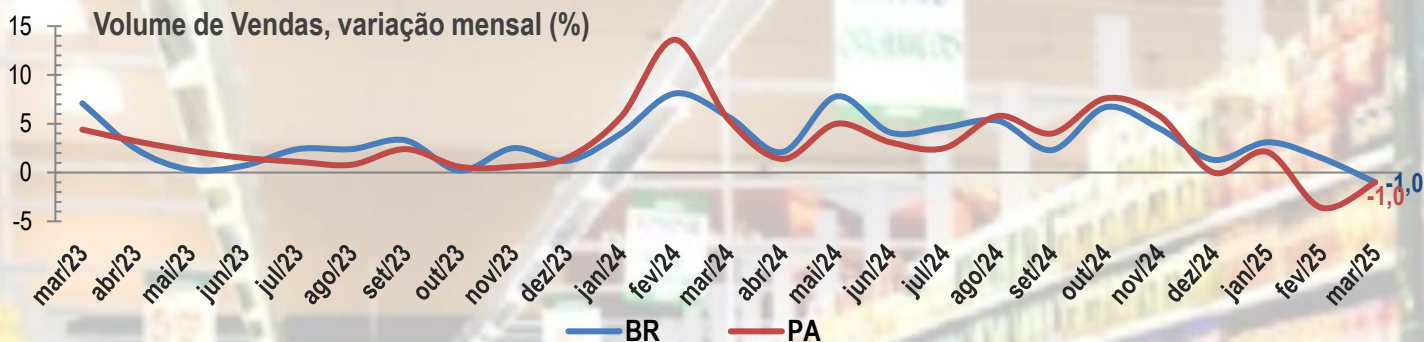 Volume de Vendas, variação mensal (%)
15
10
5
0
-5
-1,0
-1,0
mar/23 abr/23 mai/23 jun/23 jul/23 ago/23 set/23 out/23 nov/23 dez/23 jan/24 fev/24 mar/24 abr/24 mai/24 jun/24 jul/24 ago/24 set/24 out/24 nov/24 dez/24 jan/25 fev/25 mar/25
BR PA